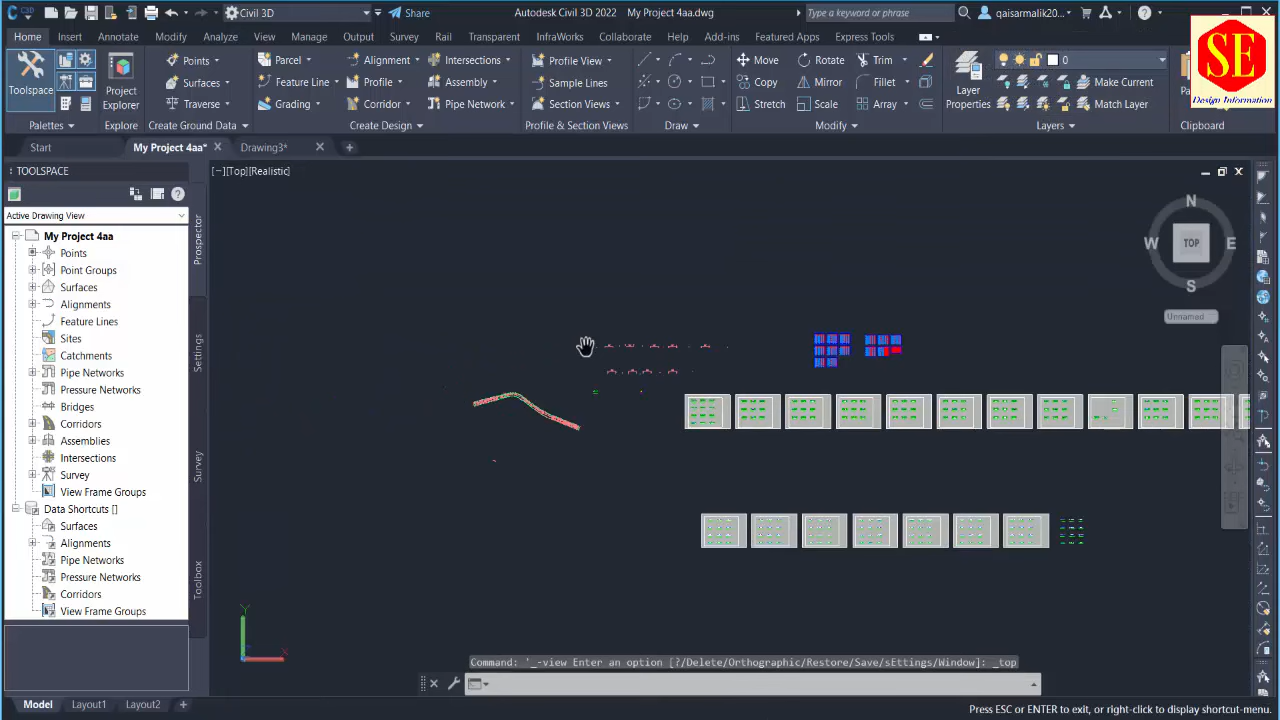 C3D
Civil 3D
Share
Autodesk Civil 3D 2022
My Project 4aa.dwg
Type a keyword or phrase
qaisarmalik20...
Home
Insert
Annotate
Modify
Analyze
View
Manage
Output
Survey
Rail
Transportation
InfraWorks
Collaborate
Help
Add-ins
Featured Apps
Express Tools
Toolspace
Project
Explorer
Points
Surfaces
Traverse
Parcel
Feature Line
Grading
Alignment
Profile
Corridor
Intersections
Assembly
Pipe Network
Profile View
Sample Lines
Section Views
Move
Copy
Stretch
Rotate
Mirror
Scale
Trim
Fillet
Array
Layer
Properties
0
Make Current
Match Layer
SE
Design Information
Palettes
Explore
Create Ground Data
Create Design
Profile & Section Views
Draw
Modify
Layers
Clipboard
Start
My Project 4aa*
Drawing3*
TOOLSPACE
Active Drawing View
My Project 4aa
Points
Point Groups
Surfaces
Alignments
Feature Lines
Sites
Catchments
Pipe Networks
Pressure Networks
Bridges
Corridors
Assemblies
Intersections
Survey
View Frame Groups
Data Shortcuts []
Surfaces
Alignments
Pipe Networks
Pressure Networks
Corridors
View Frame Groups
Prospector
Settings
Survey
Toolbox
[−][Top][Realistic]
N
W
TOP
E
S
Unnamed
Y
X
Command: '_-view Enter an option [?/Delete/Orthographic/Restore/Save/sEttings/Window]: _top
Model
Layout1
Layout2
Press ESC or ENTER to exit, or right-click to display shortcut-menu.